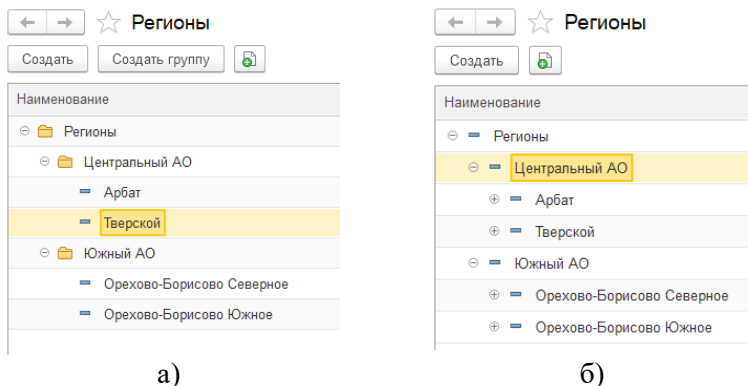 Регионы
Создать Создать группу
Наименование
Регионы
Центральный АО
Арбат
Тверской
Южный АО
Орехово-Борисово Северное
Орехово-Борисово Южное
а)
Регионы
Создать
Наименование
Регионы
Центральный АО
Арбат
Тверской
Южный АО
Орехово-Борисово Северное
Орехово-Борисово Южное
б)